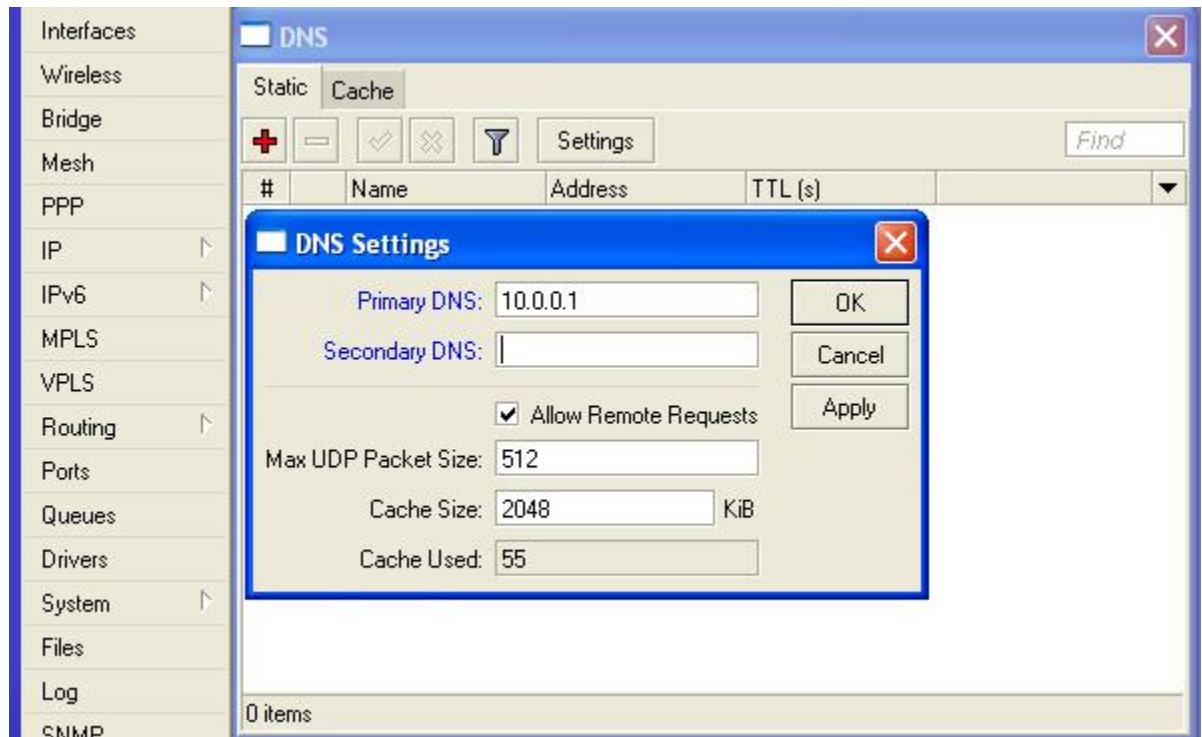 Interfaces
Wireless
Bridge
Mesh
PPP
IP
IPv6
MPLS
VPLS
Routing
Ports
Queues
Drivers
System
Files
Log
SNMP
DNS
Static Cache
Settings Find
# Name Address TTL (s)
DNS Settings
Primary DNS: 10.0.0.1 OK
Secondary DNS: Cancel
Allow Remote Requests Apply
Max UDP Packet Size: 512
Cache Size: 2048 KiB
Cache Used: 55
0 items